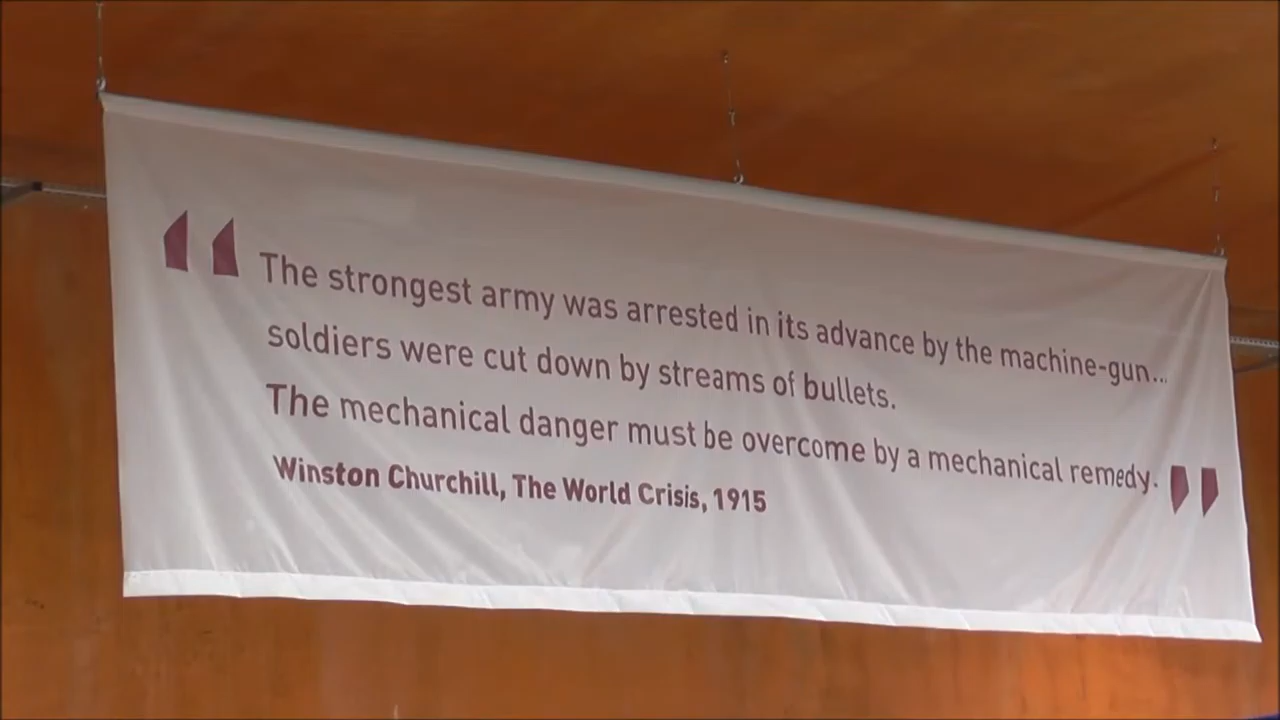 “The strongest army was arrested in its advance by the machine-gun...
soldiers were cut down by streams of bullets.
The mechanical danger must be overcome by a mechanical remedy.”
Winston Churchill, The World Crisis, 1915